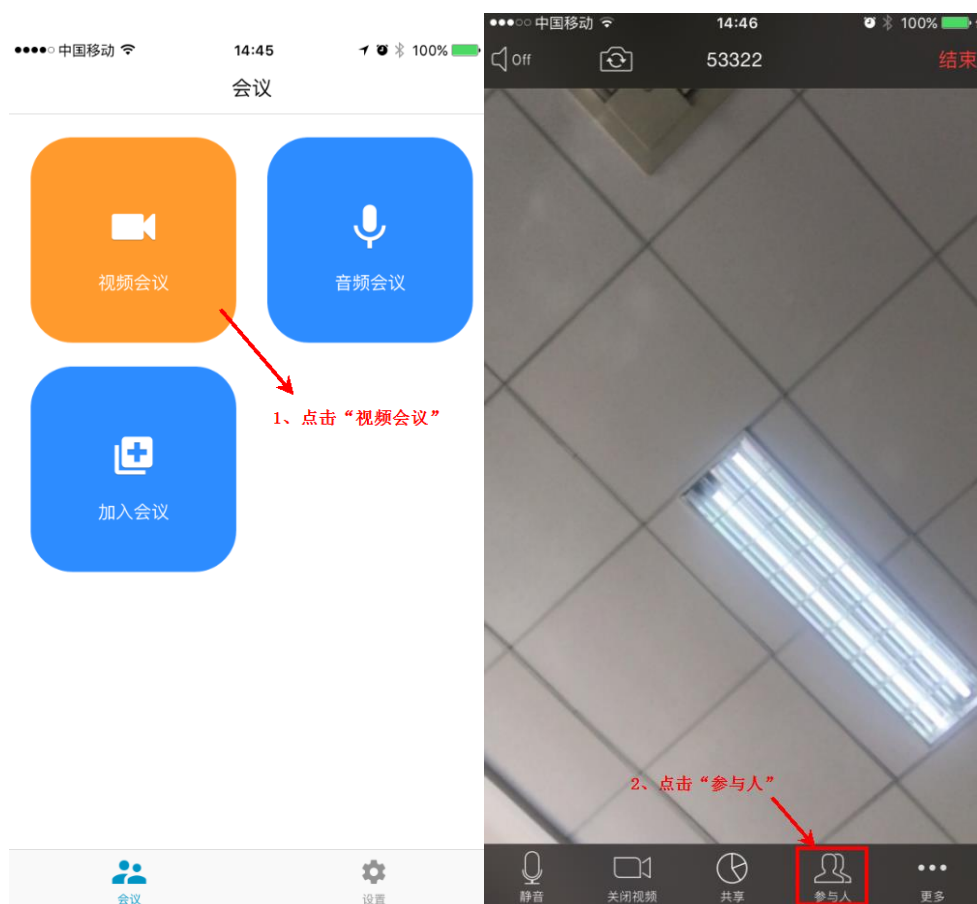 中国移动 14:45 100%
会议
视频会议
音频会议
1、点击“视频会议”
加入会议
会议
设置
中国移动 14:46 100%
Off 53322 结束
2、点击“参与人”
静音
关闭视频
共享
参与人
更多